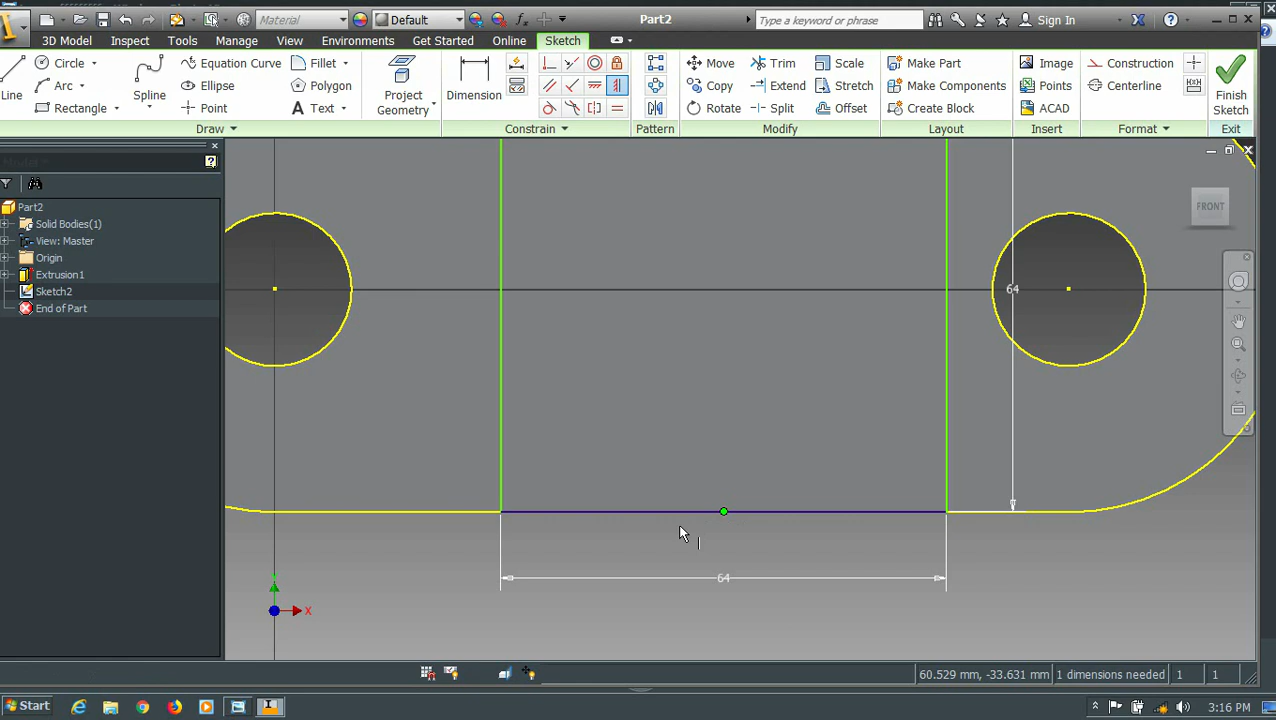 Material
Default
Part2
Type a keyword or phrase
Sign In
3D Model Inspect Tools Manage View Environments Get Started Online Sketch
Line
Circle
Arc
Rectangle
Spline
Equation Curve
Ellipse
Point
Fillet
Polygon
Text
Project
Geometry
Dimension
Move
Copy
Rotate
Trim
Extend
Split
Scale
Stretch
Offset
Make Part
Make Components
Create Block
Image
Points
ACAD
Construction
Centerline
Finish
Sketch
Draw
Constrain
Pattern
Modify
Layout
Insert
Format
Exit
Part2
Solid Bodies(1)
View: Master
Origin
Extrusion1
Sketch2
End of Part
FRONT
64
64
X
60.529 mm, -33.631 mm 1 dimensions needed 1 1
Start
3:16 PM